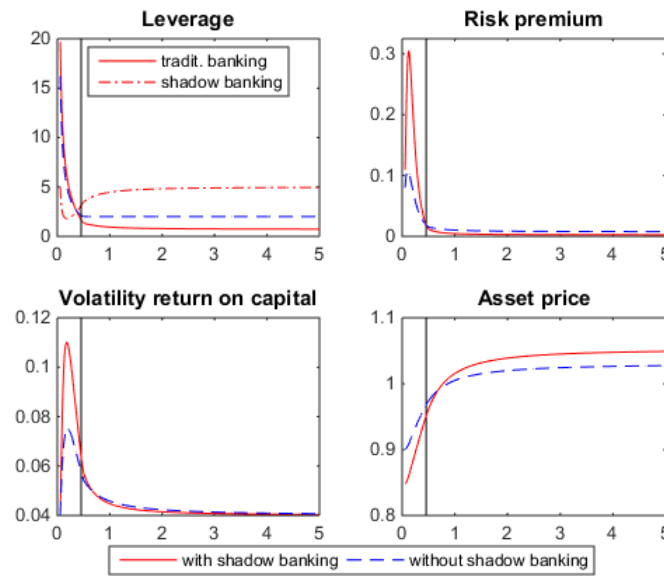 Leverage
20
15
10
5
0
0 1 2 3 4 5
tradit. banking
shadow banking
Risk premium
0.3
0.2
0.1
0
0 1 2 3 4 5
Volatility return on capital
0.12
0.1
0.08
0.06
0.04
0 1 2 3 4 5
Asset price
1.1
1
0.9
0.8
0 1 2 3 4 5
with shadow banking without shadow banking